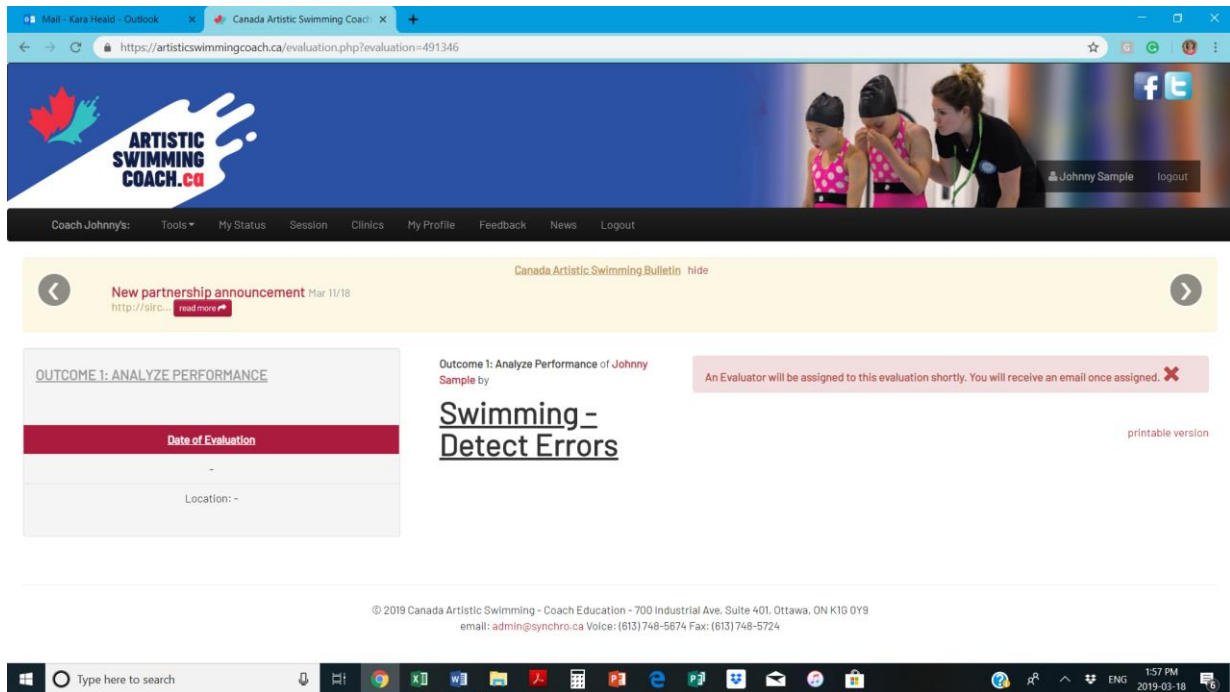 Mail - Kara Heald - Outlook
Canada Artistic Swimming Coach
https://artisticswimmingcoach.ca/evaluation.php?evaluation=491346
ARTISTIC
SWIMMING
COACH.ca
Johnny Sample logout
Coach Johnny's: Tools My Status Session Clinics My Profile Feedback News Logout
Canada Artistic Swimming Bulletin hide
New partnership announcement Mar 11/18
http://sirc... read more
OUTCOME 1: ANALYZE PERFORMANCE
Date of Evaluation
-
Location: -
Outcome 1: Analyze Performance of Johnny
Sample by
Swimming -
Detect Errors
An Evaluator will be assigned to this evaluation shortly. You will receive an email once assigned.
printable version
© 2019 Canada Artistic Swimming - Coach Education - 700 Industrial Ave. Suite 401. Ottawa, ON K1G 0Y9
email: admin@synchro.ca Voice: (613) 748-5674 Fax: (613) 748-5724
Type here to search
ENG
1:57 PM
2019-03-18